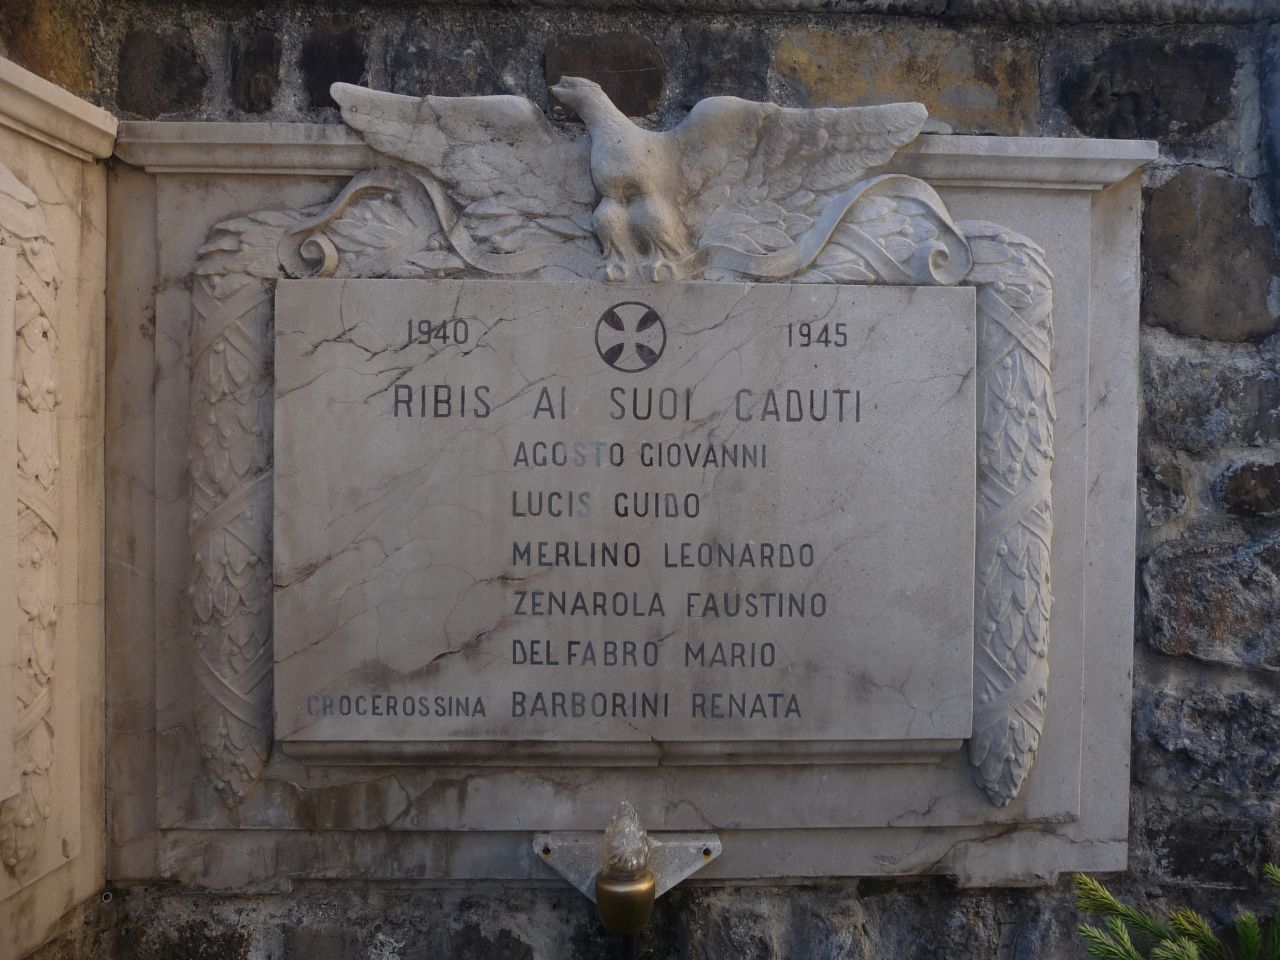 1940 1945
RIBIS AI SUOI CADUTI
AGOSTO GIOVANNI
LUCIS GUIDO
MERLINO LEONARDO
ZENAROLA FAUSTINO
DEL FABRO MARIO
CROCEROSSINA BARBORINI RENATA